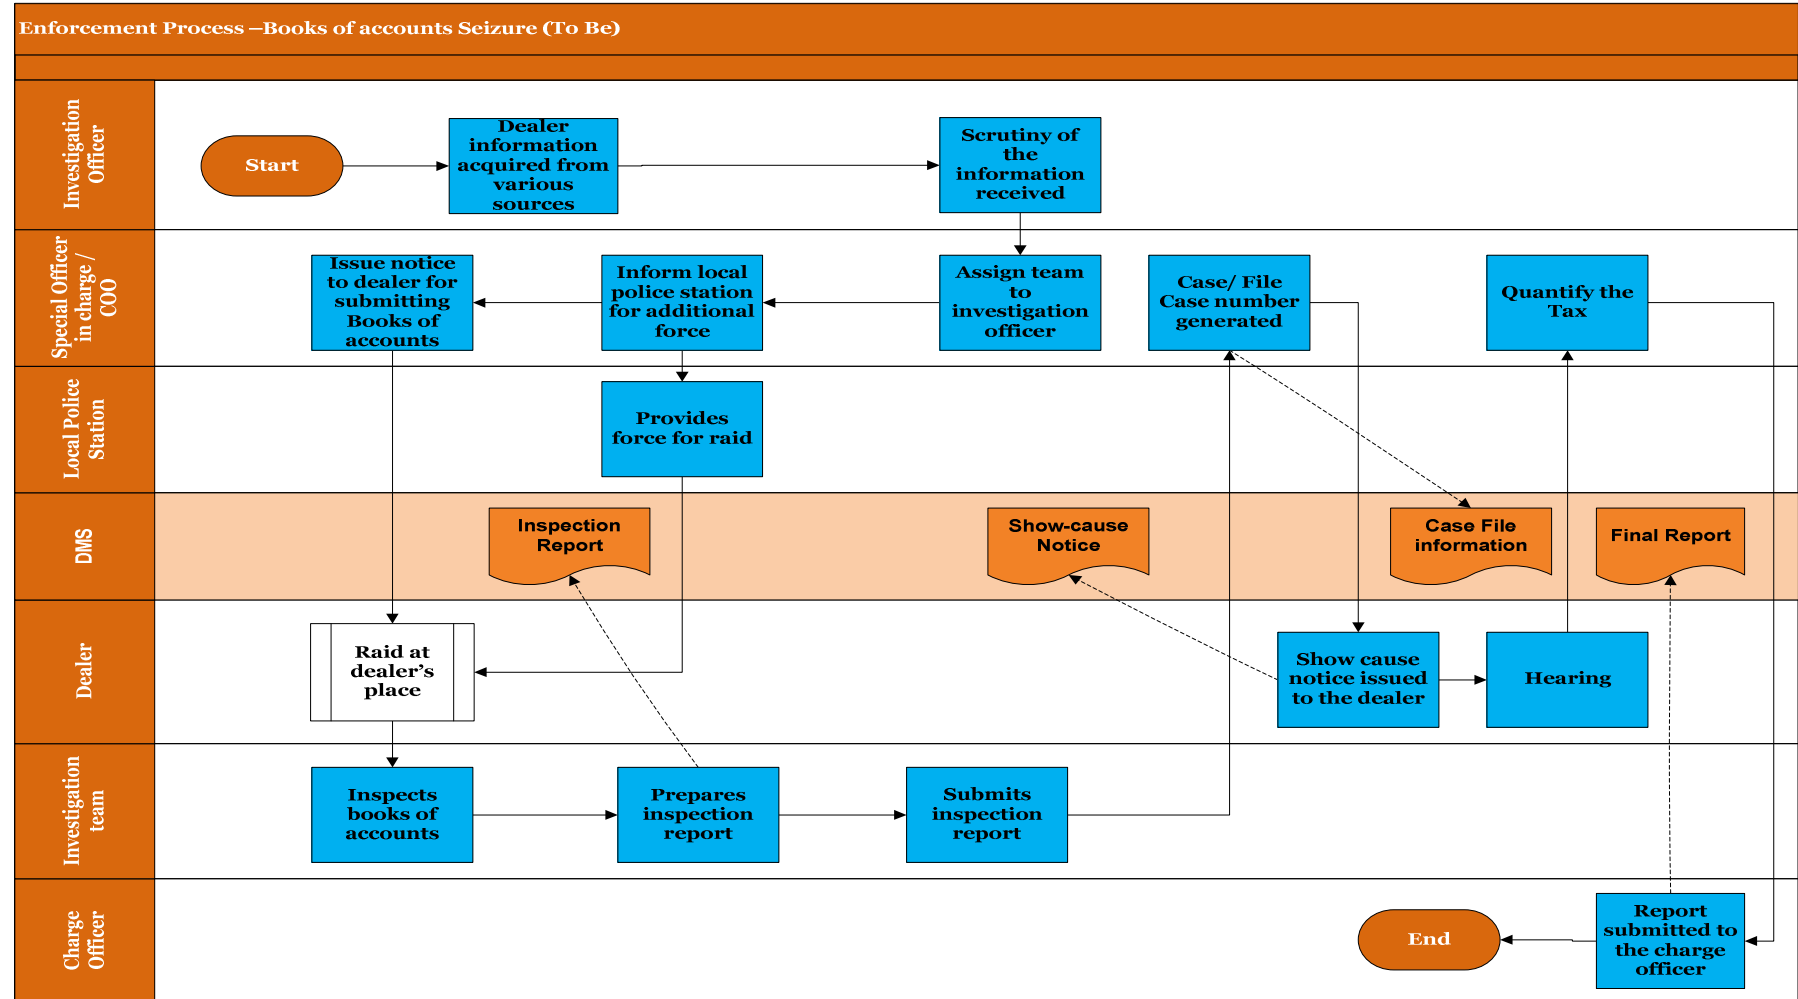 Enforcement Process –Books of accounts Seizure (To Be)
Investigation
Officer
Start
Dealer
information
acquired from
various
sources
Scrutiny of
the
information
received
Special Officer
in charge /
COO
Issue notice
to dealer for
submitting
Books of
accounts
Inform local
police station
for additional
force
Assign team
to
investigation
officer
Case/ File
Case number
generated
Quantify the
Tax
Local Police
Station
Provides
force for raid
DMS
Inspection
Report
Show-cause
Notice
Case File
information
Final Report
Dealer
Raid at
dealer’s
place
Show cause
notice issued
to the dealer
Hearing
Investigation
team
Inspects
books of
accounts
Prepares
inspection
report
Submits
inspection
report
Charge
Officer
End
Report
submitted to
the charge
officer